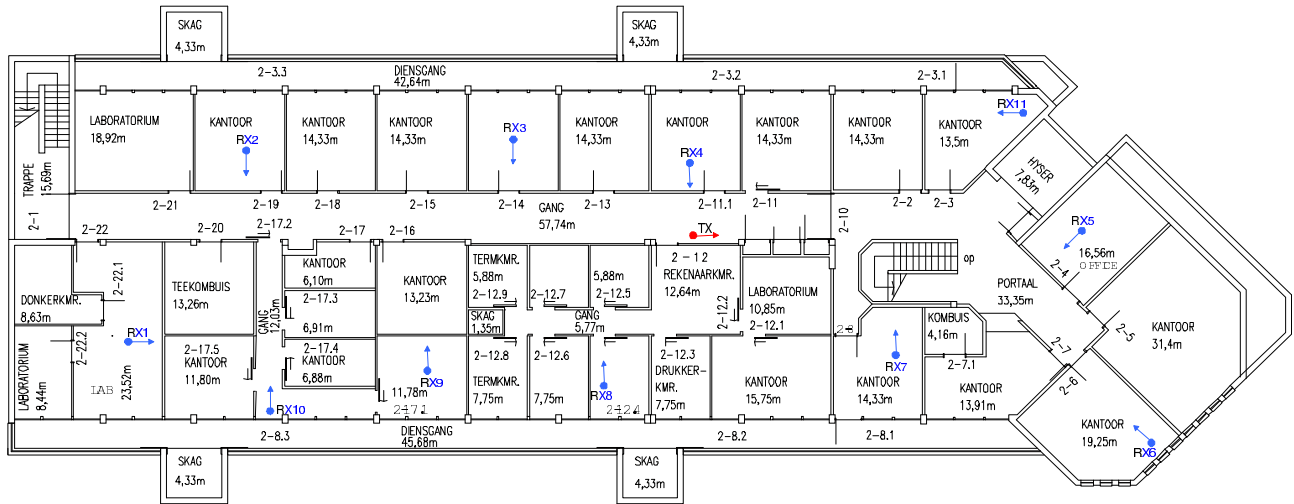 SKAG
4,33m
SKAG
4,33m
2-3.3
DIENSGANG
42,64m
2-3.2
2-3.1
LABORATORIUM
18,92m
KANTOOR
RX2
KANTOOR
14,33m
KANTOOR
14,33m
RX3
KANTOOR
14,33m
KANTOOR
RX4
KANTOOR
14,33m
KANTOOR
14,33m
RX11
KANTOOR
13,5m
HYSER
7,83m
TRAPPE
15,69m
2-1
2-21
2-19
2-18
2-15
2-14
2-13
2-11.1
2-11
2-10
2-2
2-3
2-17.2
GANG
57,74m
TX
2-22
2-20
2-17
2-16
2-12
RX5
16,56m
OFFICE
2-4
2-22.1
TEEKOMBUIS
13,26m
GANG
12,03m
KANTOOR
6,10m
2-17.3
6,91m
KANTOOR
13,23m
TERMKMR.
5,88m
2-12.9
2-12.7
5,88m
2-12.5
REKENAARKMR.
12,64m
2-12.2
LABORATORIUM
10,85m
2-12.1
op
PORTAAL
33,35m
DONKERKMR.
8,63m
SKAG
1,35m
GANG
5,77m
2-8
KOMBUIS
4,16m
2-7.1
2-7
2-5
KANTOOR
31,4m
2-22.2
RX1
LABORATORIUM
8,44m
LAB
23,52m
2-17.5
KANTOOR
11,80m
2-17.4
KANTOOR
6,88m
RX10
11,78m
RX9
2-17.1
2-12.8
TERMKMR.
7,75m
2-12.6
7,75m
RX8
2-12.4
2-12.3
DRUKKER-
KMR.
7,75m
KANTOOR
15,75m
RX7
KANTOOR
14,33m
KANTOOR
13,91m
2-6
KANTOOR
19,25m
RX6
2-8.3
DIENSGANG
45,68m
2-8.2
2-8.1
SKAG
4,33m
SKAG
4,33m